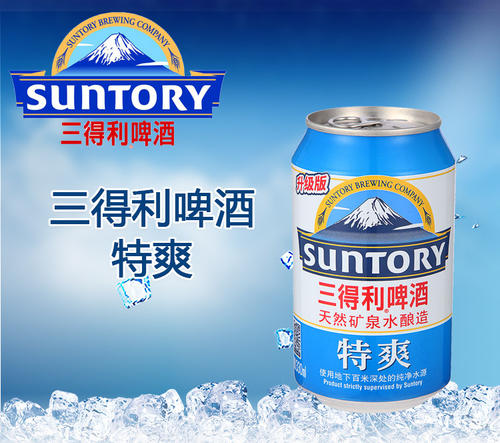 SUNTORY BREWING COMPANY
SUNTORY
三得利啤酒
三得利啤酒
特爽
升级版
SUNTORY BREWING COMPANY
SUNTORY
三得利啤酒
天然矿泉水酿造
特爽
使用地下百米深处的纯净水源
Product strictly supervised by Suntory